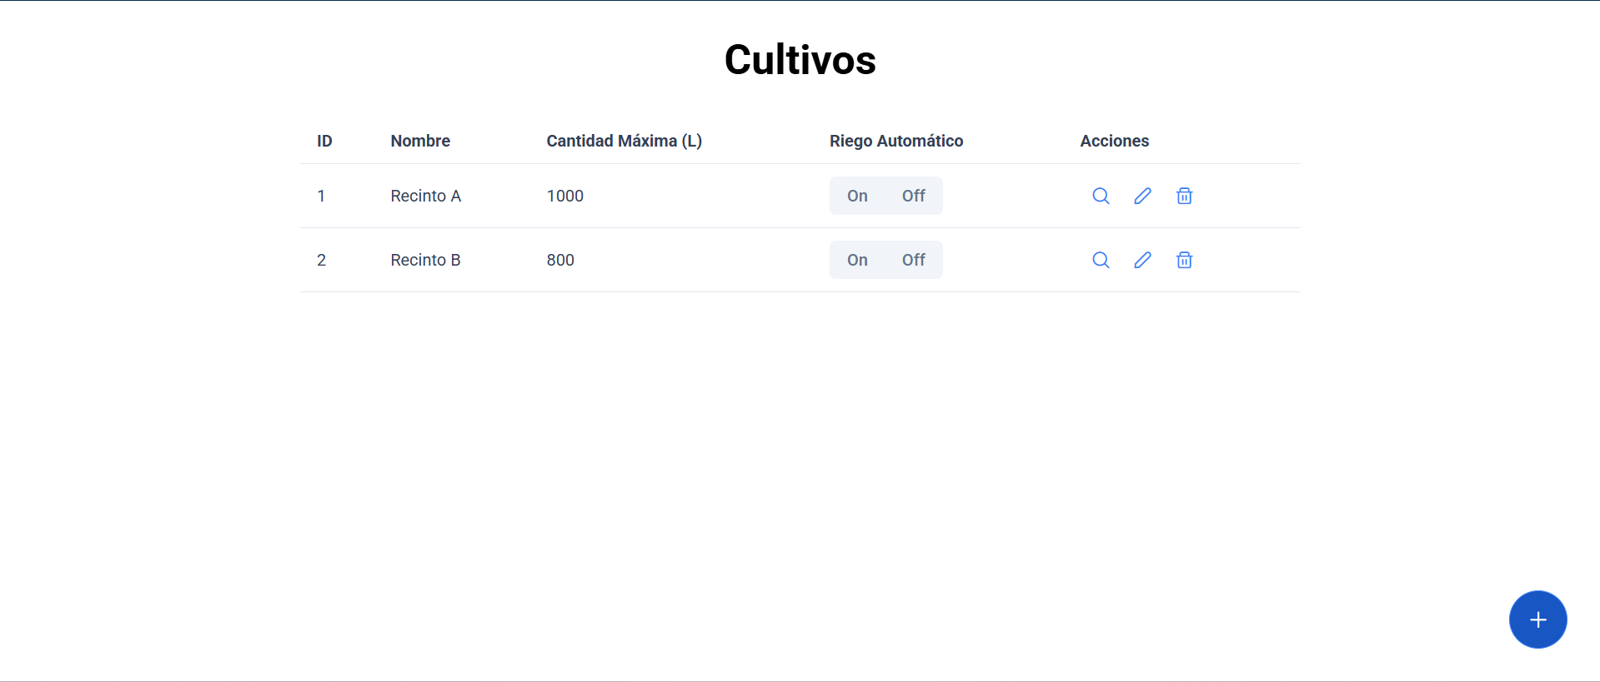 Cultivos
ID Nombre Cantidad Máxima (L) Riego Automático Acciones
1 Recinto A 1000 On Off
2 Recinto B 800 On Off